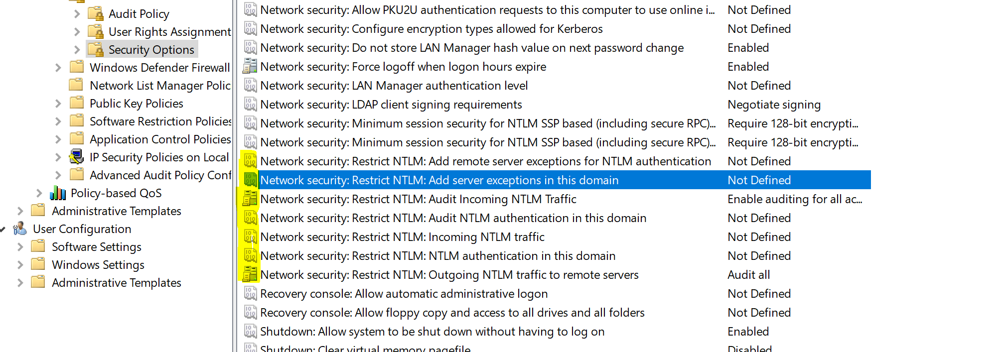 Audit Policy
User Rights Assignment
Security Options
Windows Defender Firewall
Network List Manager Polic
Public Key Policies
Software Restriction Policies
Application Control Policies
IP Security Policies on Local
Advanced Audit Policy Conf
Policy-based QoS
Administrative Templates
User Configuration
Software Settings
Windows Settings
Administrative Templates
Network security: Allow PKU2U authentication requests to this computer to use online i... Not Defined
Network security: Configure encryption types allowed for Kerberos Not Defined
Network security: Do not store LAN Manager hash value on next password change Enabled
Network security: Force logoff when logon hours expire Enabled
Network security: LAN Manager authentication level Not Defined
Network security: LDAP client signing requirements Negotiate signing
Network security: Minimum session security for NTLM SSP based (including secure RPC)... Require 128-bit encrypti...
Network security: Minimum session security for NTLM SSP based (including secure RPC)... Require 128-bit encrypti...
Network security: Restrict NTLM: Add remote server exceptions for NTLM authentication Not Defined
Network security: Restrict NTLM: Add server exceptions in this domain Not Defined
Network security: Restrict NTLM: Audit Incoming NTLM Traffic Enable auditing for all ac...
Network security: Restrict NTLM: Audit NTLM authentication in this domain Not Defined
Network security: Restrict NTLM: Incoming NTLM traffic Not Defined
Network security: Restrict NTLM: NTLM authentication in this domain Not Defined
Network security: Restrict NTLM: Outgoing NTLM traffic to remote servers Audit all
Recovery console: Allow automatic administrative logon Not Defined
Recovery console: Allow floppy copy and access to all drives and all folders Not Defined
Shutdown: Allow system to be shut down without having to log on Enabled
Shutdown: Clear virtual memory pagefile Disabled